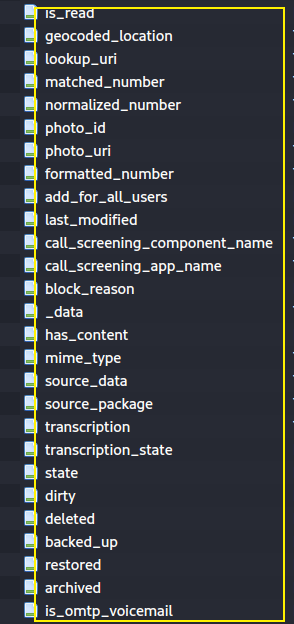 is_read
geocoded_location
lookup_uri
matched_number
normalized_number
photo_id
photo_uri
formatted_number
add_for_all_users
last_modified
call_screening_component_name
call_screening_app_name
block_reason
_data
has_content
mime_type
source_data
source_package
transcription
transcription_state
state
dirty
deleted
backed_up
restored
archived
is_omtp_voicemail